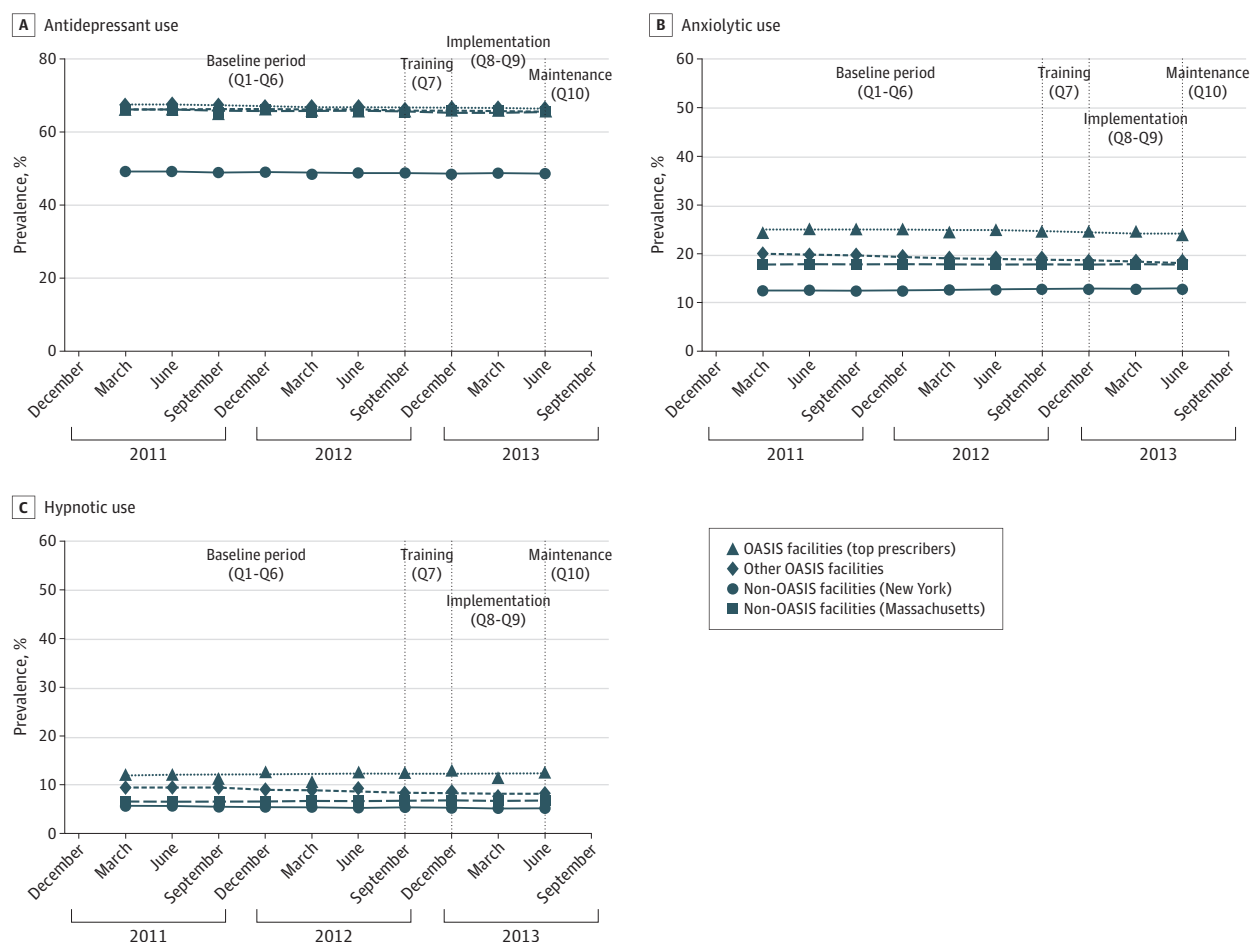 A Antidepressant use
80
60
40
20
0
Prevalence, %
Baseline period
(Q1-Q6)
Training
(Q7)
Implementation
(Q8-Q9)
Maintenance
(Q10)
December
March
June
September
December
March
June
September
December
March
June
September
2011
2012
2013
B Anxiolytic use
60
50
40
30
20
10
0
Prevalence, %
Baseline period
(Q1-Q6)
Training
(Q7)
Implementation
(Q8-Q9)
Maintenance
(Q10)
December
March
June
September
December
March
June
September
December
March
June
September
2011
2012
2013
C Hypnotic use
60
50
40
30
20
10
0
Prevalence, %
Baseline period
(Q1-Q6)
Training
(Q7)
Implementation
(Q8-Q9)
Maintenance
(Q10)
December
March
June
September
December
March
June
September
December
March
June
September
2011
2012
2013
OASIS facilities (top prescribers)
Other OASIS facilities
Non-OASIS facilities (New York)
Non-OASIS facilities (Massachusetts)